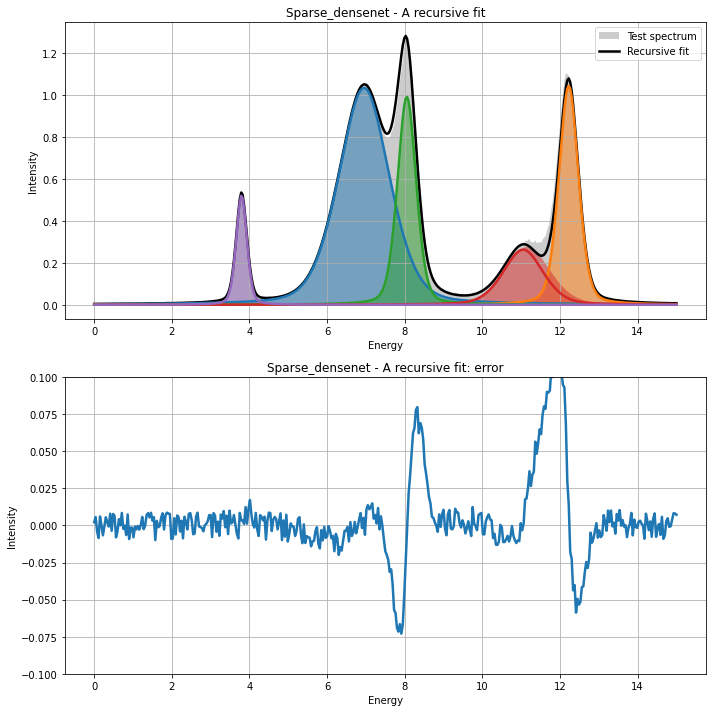 Sparse_densenet - A recursive fit
Test spectrum
Recursive fit
Intensity
1.2
1.0
0.8
0.6
0.4
0.2
0.0
0 2 4 6 8 10 12 14
Energy
Sparse_densenet - A recursive fit: error
Intensity
0.100
0.075
0.050
0.025
0.000
−0.025
−0.050
−0.075
−0.100
0 2 4 6 8 10 12 14
Energy